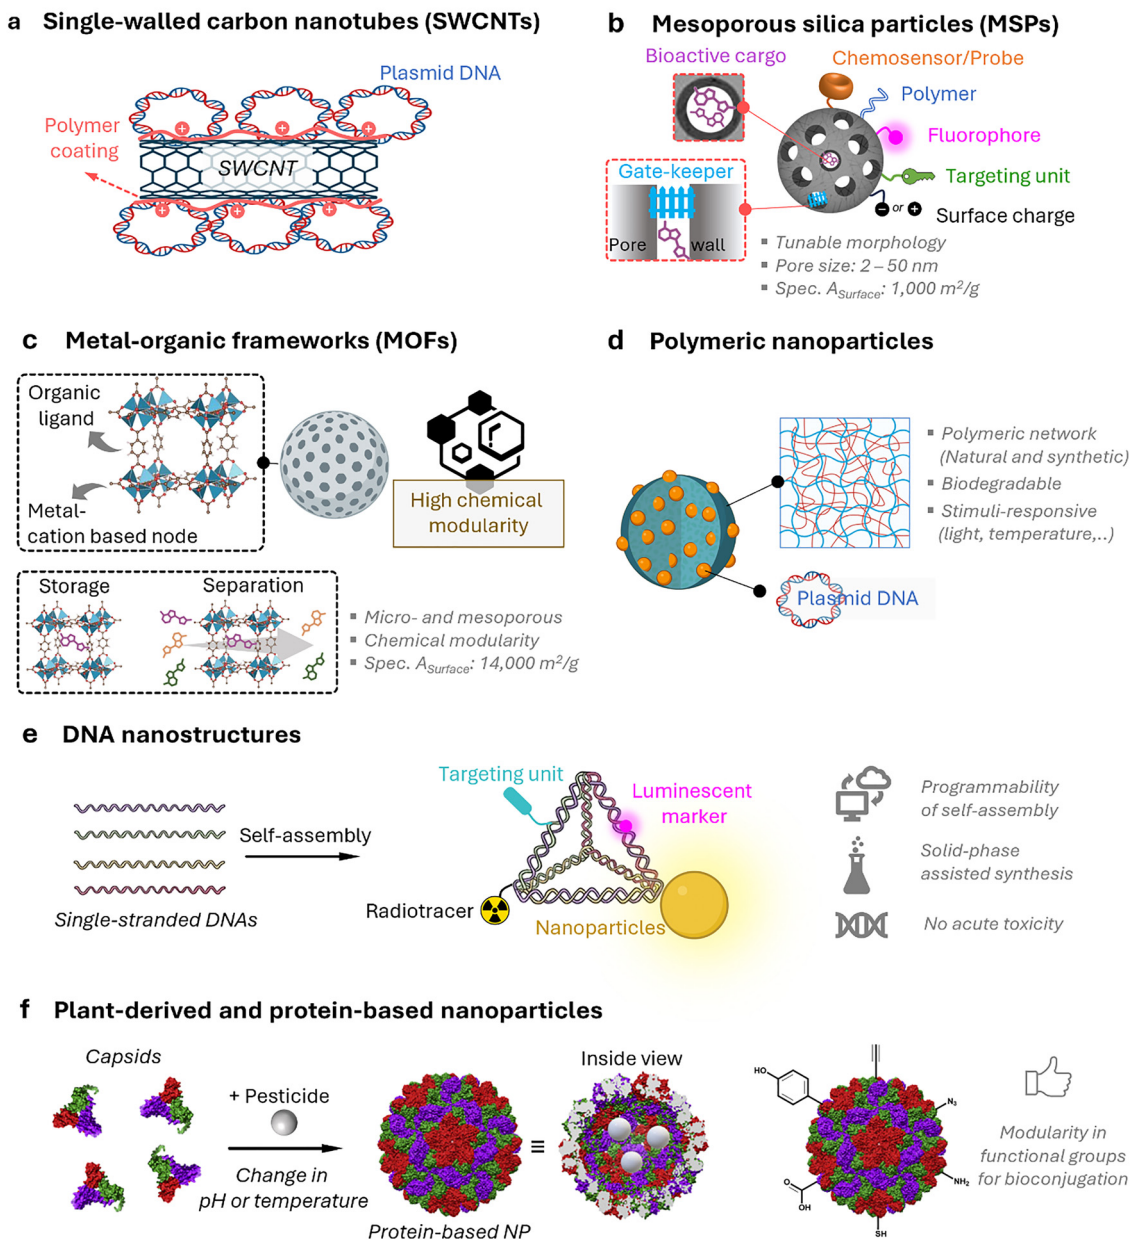 a Single-walled carbon nanotubes (SWCNTs)
Plasmid DNA
Polymer
coating
SWCNT
+ + +
+ + +
b Mesoporous silica particles (MSPs)
Bioactive cargo
Chemosensor/Probe
Polymer
Fluorophore
Gate-keeper
Targeting unit
− or +
Surface charge
Pore wall
▪ Tunable morphology
▪ Pore size: 2 – 50 nm
▪ Spec. A_Surface: 1,000 m²/g
c Metal-organic frameworks (MOFs)
Organic
ligand
Metal-
cation based node
High chemical
modularity
Storage
Separation
▪ Micro- and mesoporous
▪ Chemical modularity
▪ Spec. A_Surface: 14,000 m²/g
d Polymeric nanoparticles
▪ Polymeric network
(Natural and synthetic)
▪ Biodegradable
▪ Stimuli-responsive
(light, temperature,..)
Plasmid DNA
e DNA nanostructures
Single-stranded DNAs
Self-assembly
Targeting unit
Luminescent
marker
Radiotracer
Nanoparticles
Programmability
of self-assembly
Solid-phase
assisted synthesis
No acute toxicity
f Plant-derived and protein-based nanoparticles
Capsids
+ Pesticide
Change in
pH or temperature
Protein-based NP
≡
Inside view
HO
N₃
NH₂
SH
O
OH
Modularity in
functional groups
for bioconjugation